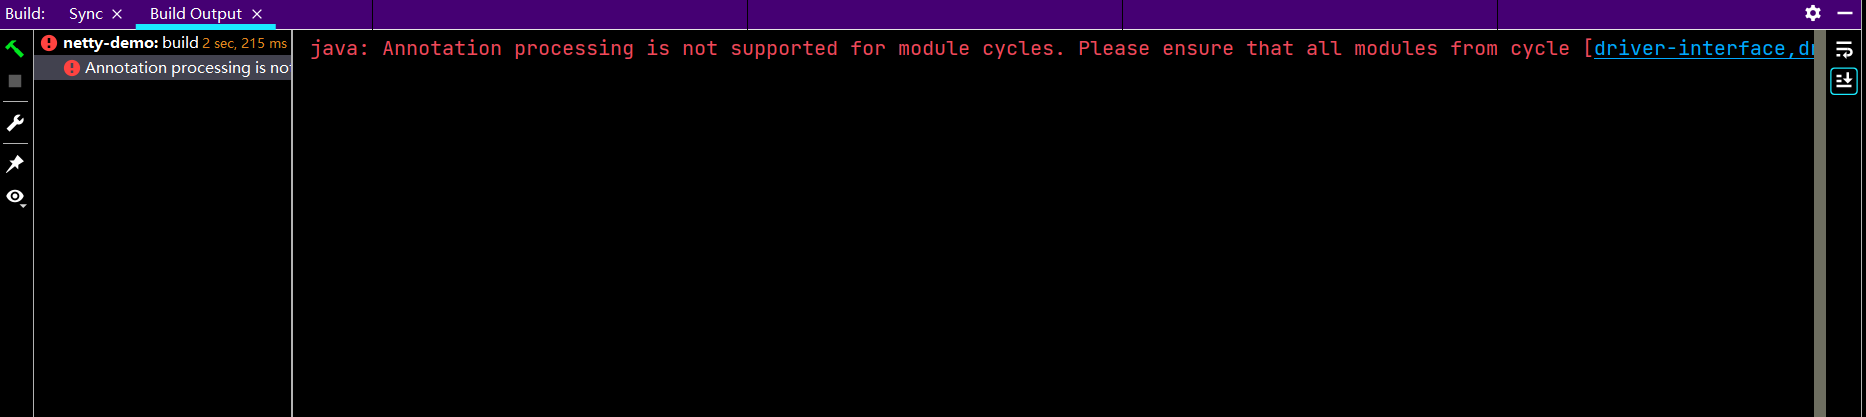 Build: Sync Build Output
netty-demo: build 2 sec, 215 ms
Annotation processing is not
java: Annotation processing is not supported for module cycles. Please ensure that all modules from cycle [driver-interface,